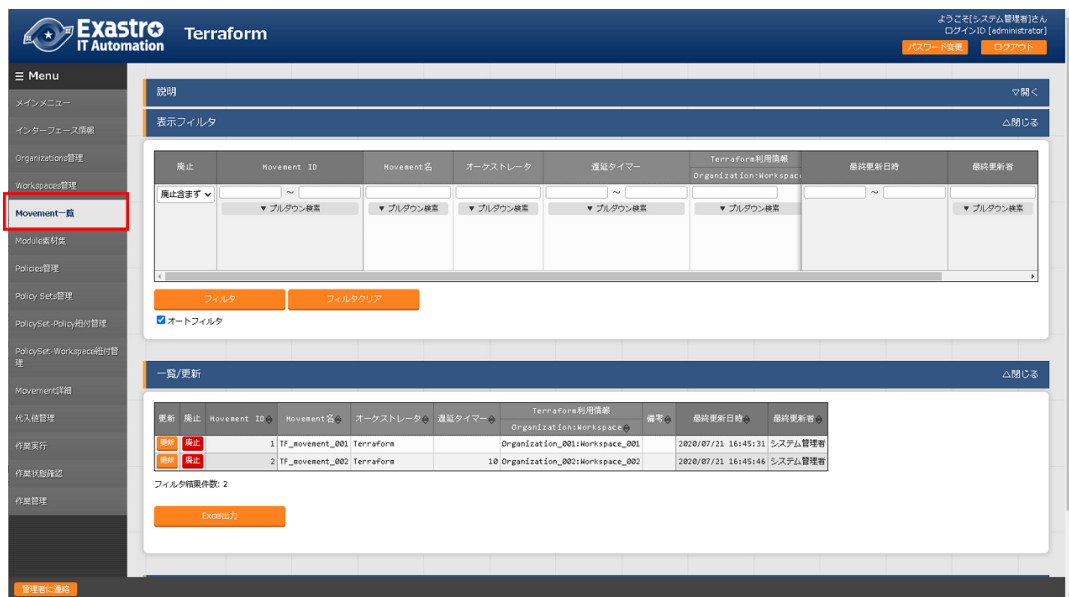 Exastro
IT Automation
Terraform
ようこそ[システム管理者]さん
ログインID [administrator]
パスワード変更
ログアウト
Menu
メインメニュー
インターフェース情報
Organizations管理
Workspaces管理
Movement一覧
Module素材集
Policies管理
Policy Sets管理
PolicySet-Policy紐付管理
PolicySet-Workspace紐付管
理
Movement詳細
代入値管理
作業実行
作業状態確認
作業管理
管理者に連絡
説明
▽開く
表示フィルタ
△閉じる
廃止 Movement ID Movement名 オーケストレータ 遅延タイマー Terraform利用情報 最終更新日時 最終更新者
Organization:Workspac
廃止含まず ～ ～ ～
▼ プルダウン検索 ▼ プルダウン検索 ▼ プルダウン検索 ▼ プルダウン検索 ▼ プルダウン検索 ▼ プルダウン検索
フィルタ
フィルタクリア
オートフィルタ
一覧/更新
△閉じる
更新 廃止 Movement ID Movement名 オーケストレータ 遅延タイマー Terraform利用情報 備考 最終更新日時 最終更新者
Organization:Workspace
更新 廃止 1 TF_movement_001 Terraform Organization_001:Workspace_001 2020/07/21 16:45:31 システム管理者
更新 廃止 2 TF_movement_002 Terraform 10 Organization_002:Workspace_002 2020/07/21 16:45:46 システム管理者
フィルタ結果件数: 2
Excel出力